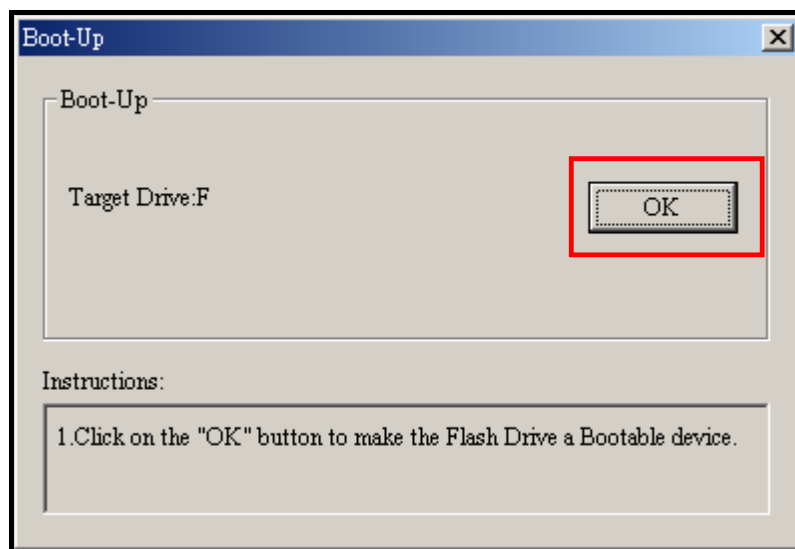 Boot-Up
Boot-Up
Target Drive:F
OK
Instructions:
1.Click on the "OK" button to make the Flash Drive a Bootable device.